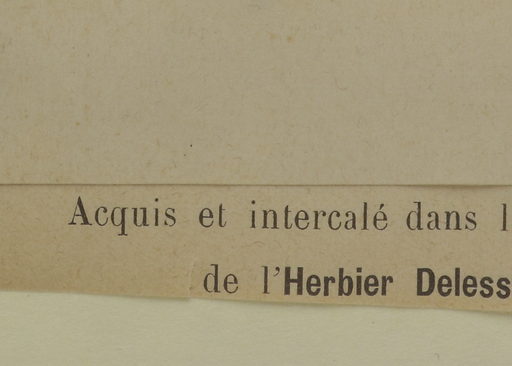 Acquis et intercalé dans l
de l'Herbier Deless